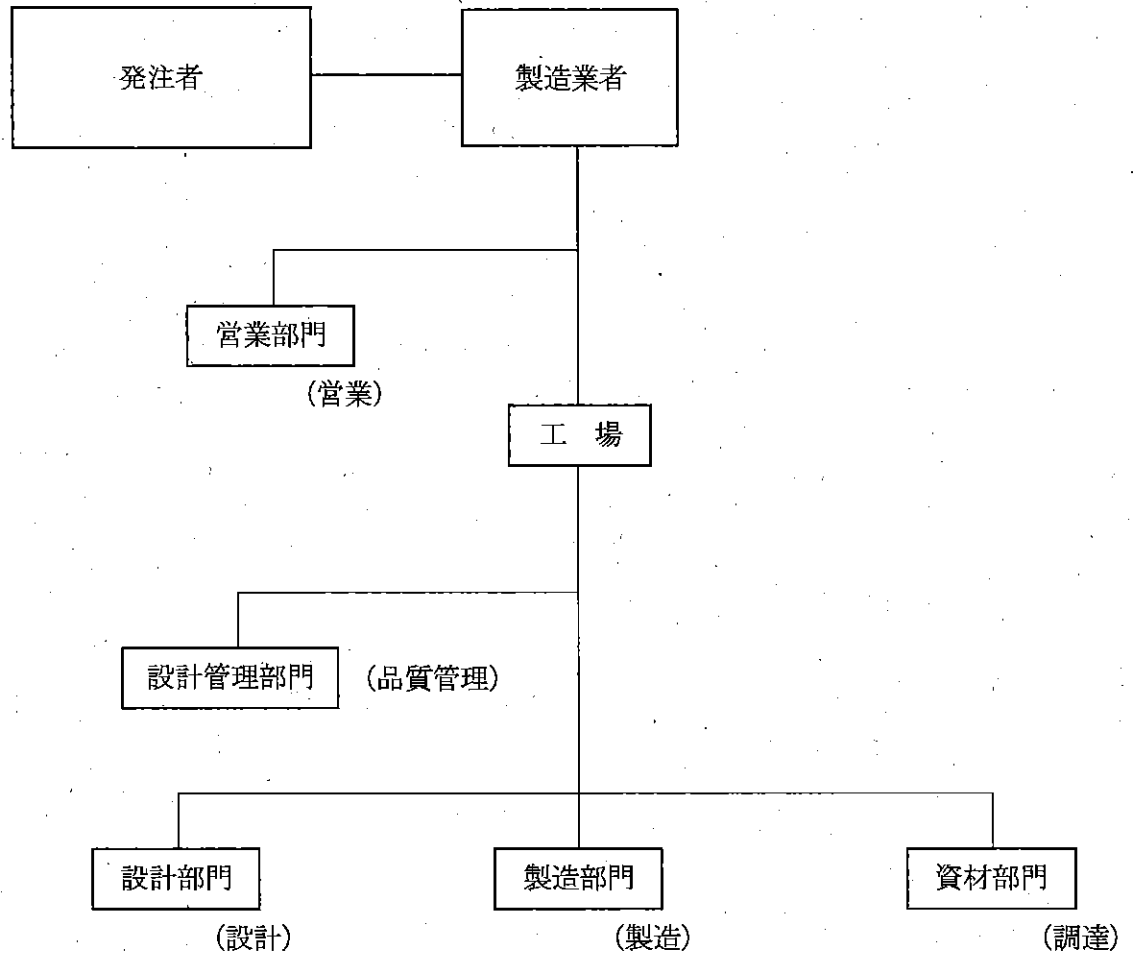 発注者
製造業者
営業部門
(営業)
工 場
設計管理部門
(品質管理)
設計部門
製造部門
資材部門
(設計)
(製造)
(調達)